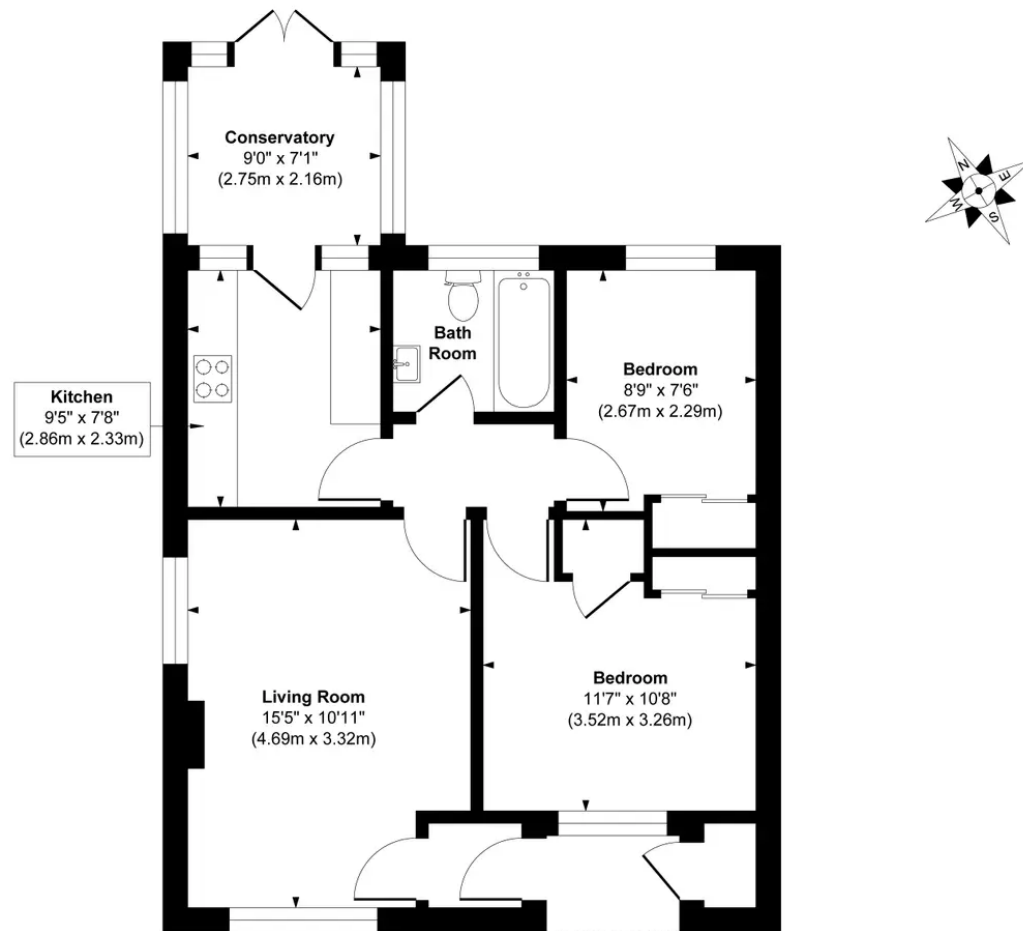 Conservatory
9'0" x 7'1"
(2.75m x 2.16m)
N
E
W
S
Bath
Room
Bedroom
8'9" x 7'6"
(2.67m x 2.29m)
Kitchen
9'5" x 7'8"
(2.86m x 2.33m)
Living Room
15'5" x 10'11"
(4.69m x 3.32m)
Bedroom
11'7" x 10'8"
(3.52m x 3.26m)